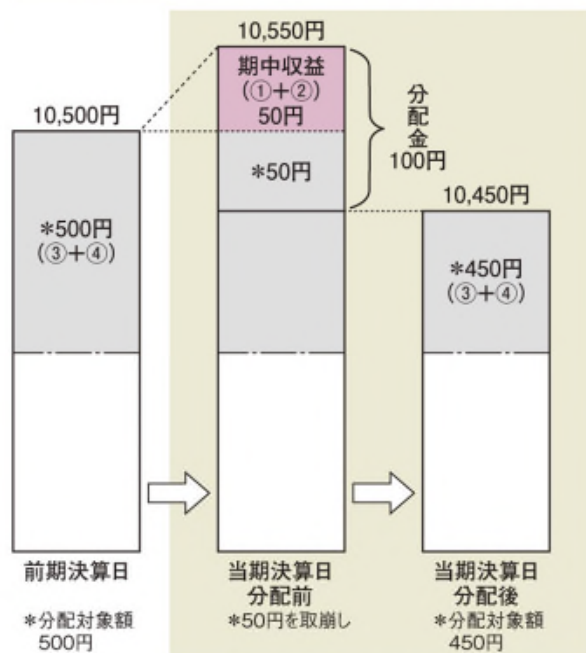 10,500円
*500円
(③+④)
前期決算日
*分配対象額
500円
10,550円
期中収益
(①+②)
50円
*50円
分配金
100円
当期決算日
分配前
*50円を取崩し
10,450円
*450円
(③+④)
当期決算日
分配後
*分配対象額
450円